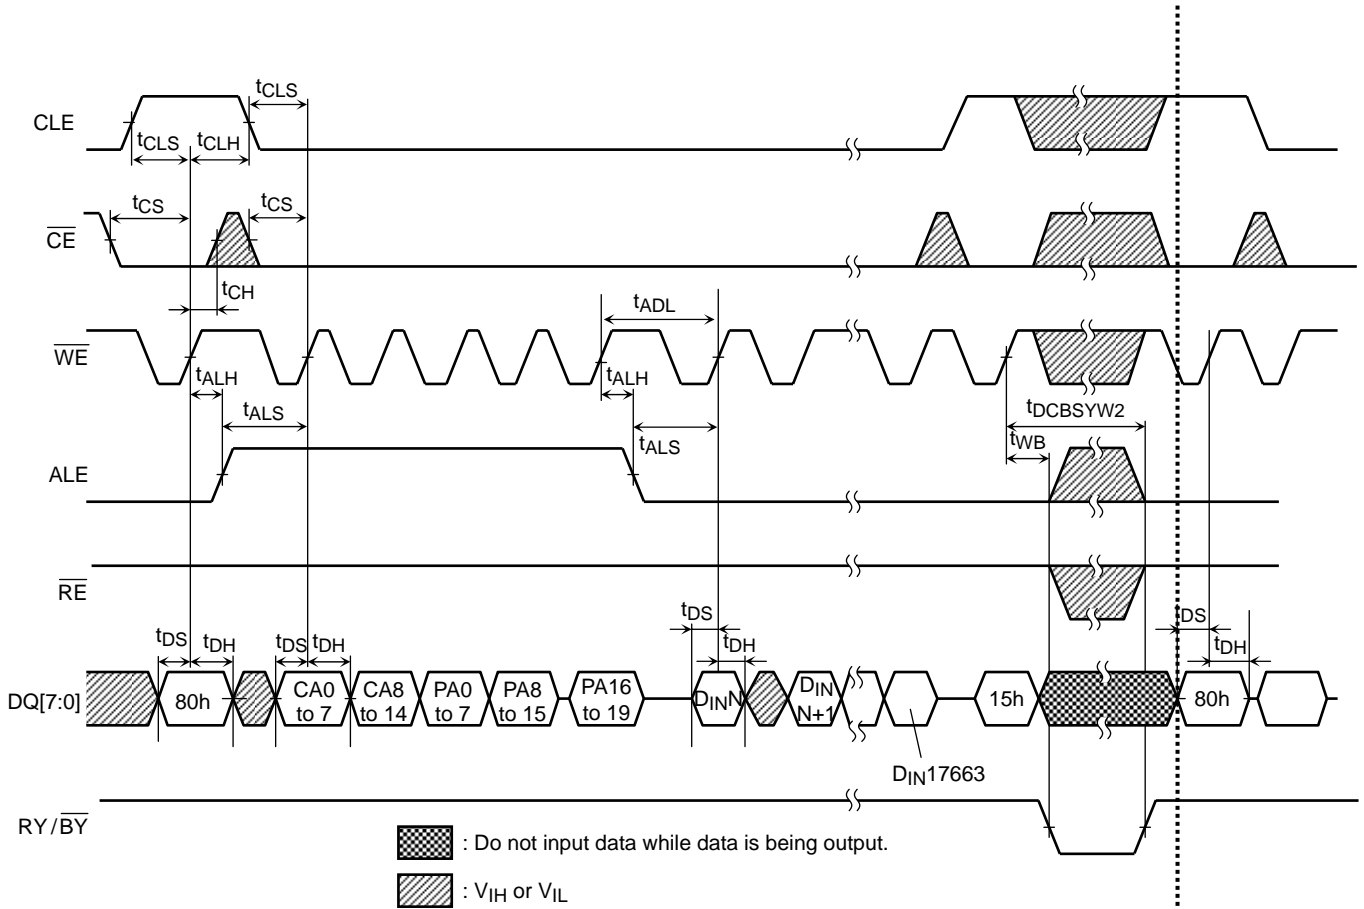 tCLS
CLE
tCLS
tCLH
tCS
tCS
CE
tCH
tADL
WE
tALH
tALH
tALS
tDCBSYW2
tALS
tWB
ALE
RE
tDS
tDS
tDH
tDS
tDH
tDH
tDH
DQ[7:0]
80h
CA0
to 7
CA8
to 14
PA0
to 7
PA8
to 15
PA16
to 19
DINN
DIN
N+1
15h
80h
DIN17663
RY/BY
: Do not input data while data is being output.
: VIH or VIL